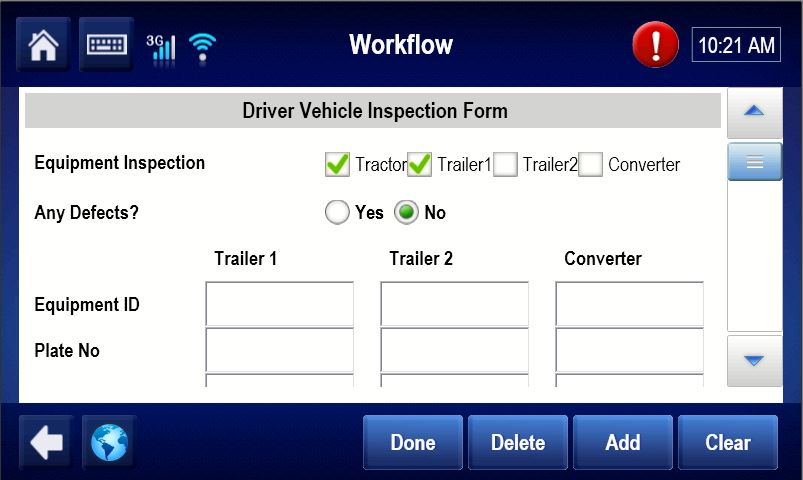 3G Workflow ! 10:21 AM
Driver Vehicle Inspection Form
Equipment Inspection Tractor Trailer1 Trailer2 Converter
Any Defects? Yes No
Trailer 1 Trailer 2 Converter
Equipment ID
Plate No
Done Delete Add Clear